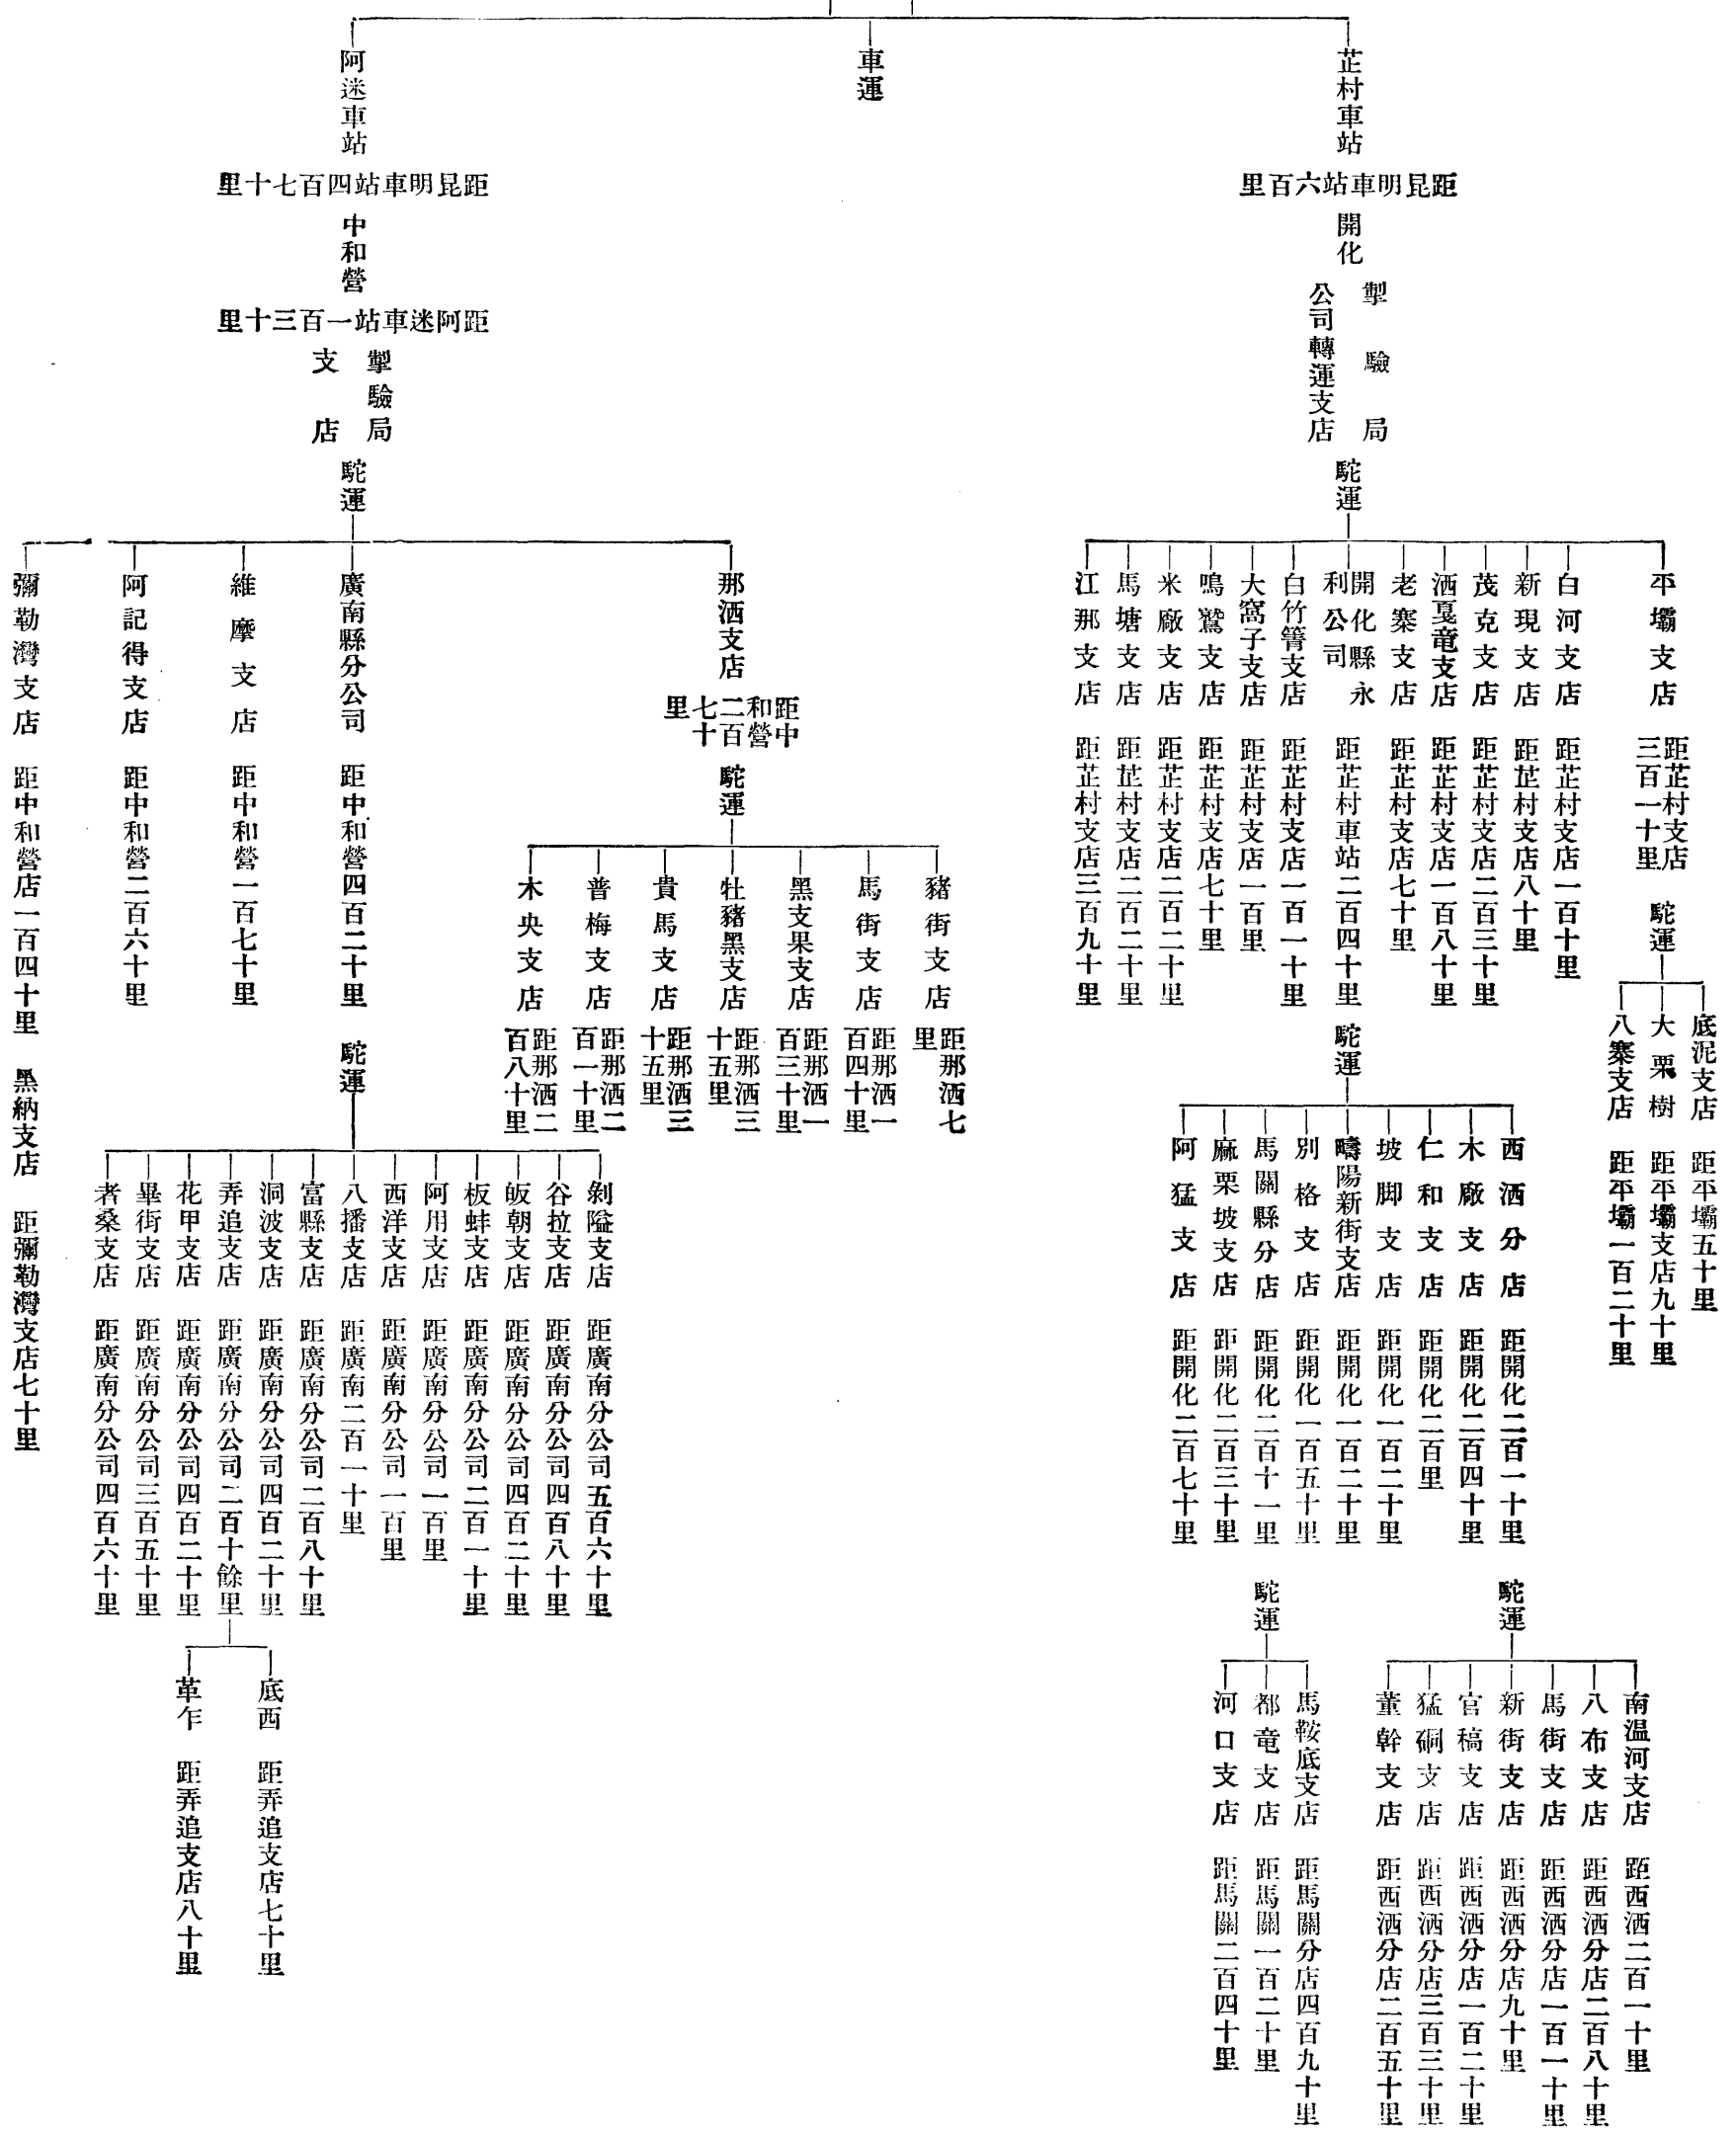 車運
芷村車站
距昆明車站六百里
開化
掣驗局
公司轉運支店
駝運
平壩支店 距芷村支店三百一十里
駝運
底泥支店 距平壩五十里
大栗樹 距平壩支店九十里
八寨支店 距平壩一百二十里
白河支店 距芷村支店一百十里
新現支店 距芷村支店八十里
茂克支店 距芷村支店二百三十里
洒戛竜支店 距芷村支店一百八十里
老寨支店 距芷村支店七十里
開化縣永利公司 距芷村車站二百四十里
駝運
西洒分店 距開化二百一十里
駝運
南溫河支店 距西洒二百一十里
八布支店 距西洒分店二百八十里
馬街支店 距西洒分店一百一十里
新街支店 距西洒分店九十里
官稿支店 距西洒分店一百二十里
猛硐支店 距西洒分店三百三十里
董幹支店 距西洒分店二百五十里
木廠支店 距開化二百四十里
仁和支店 距開化二百里
坡脚支店 距開化一百二十里
疇陽新街支店 距開化一百二十里
別格支店 距開化一百五十里
馬關縣分店 距開化二百十一里
駝運
馬鞍底支店 距馬關分店四百九十里
都竜支店 距馬關一百二十里
河口支店 距馬關二百四十里
麻栗坡支店 距開化二百三十里
阿猛支店 距開化二百七十里
白竹箐支店 距芷村支店一百一十里
大窩子支店 距芷村支店一百里
鳴鷲支店 距芷村支店七十里
米廠支店 距芷村支店二百二十里
馬塘支店 距芷村支店二百二十里
江那支店 距芷村支店三百九十里
阿迷車站
距昆明車站四百七十里
中和營
距阿迷車站一百三十里
掣驗局
支店
駝運
那洒支店 距中和營二百七十里
駝運
豬街支店 距那洒七里
馬街支店 距那洒一百四十里
黑支果支店 距那洒一百三十里
牡豬黑支店 距那洒三十五里
貴馬支店 距那洒三十五里
普梅支店 距那洒二百一十里
木央支店 距那洒二百八十里
廣南縣分公司 距中和營四百二十里
駝運
剝隘支店 距廣南分公司五百六十里
谷拉支店 距廣南分公司四百八十里
皈朝支店 距廣南分公司四百二十里
板蚌支店 距廣南分公司二百一十里
阿用支店 距廣南分公司一百里
西洋支店 距廣南分公司一百里
八播支店 距廣南二百一十里
富縣支店 距廣南分公司二百八十里
洞波支店 距廣南分公司四百二十里
弄追支店 距廣南分公司二百十餘里
底西 距弄追支店七十里
革乍 距弄追支店八十里
花甲支店 距廣南分公司四百二十里
畢街支店 距廣南分公司三百五十里
者桑支店 距廣南分公司四百六十里
維摩支店 距中和營一百七十里
阿記得支店 距中和營二百六十里
彌勒灣支店 距中和營店一百四十里 黑納支店 距彌勒灣支店七十里